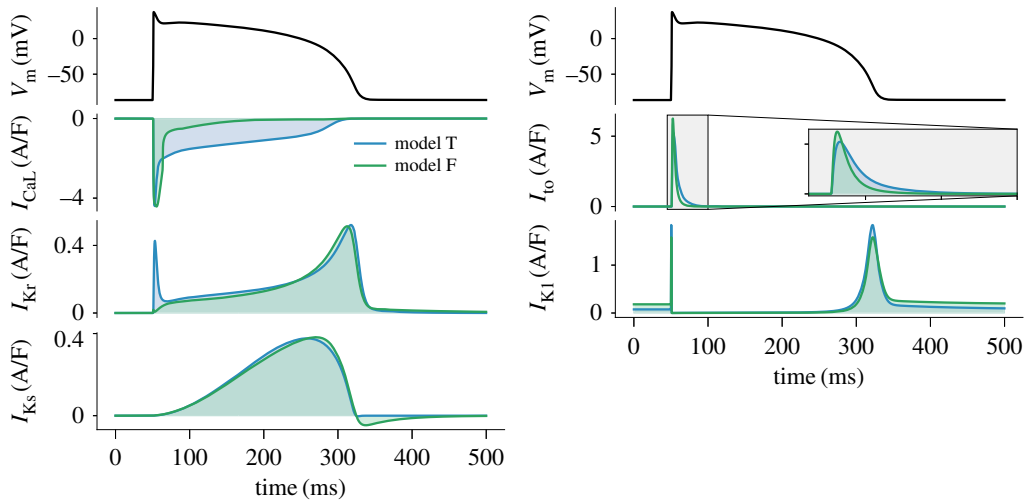 V_m (mV)
0
−50
I_CaL (A/F)
0
−4
model T
model F
I_Kr (A/F)
0.4
0
I_Ks (A/F)
0.4
0
0 100 200 300 400 500
time (ms)
V_m (mV)
0
−50
I_to (A/F)
5
0
I_K1 (A/F)
1
0
0 100 200 300 400 500
time (ms)